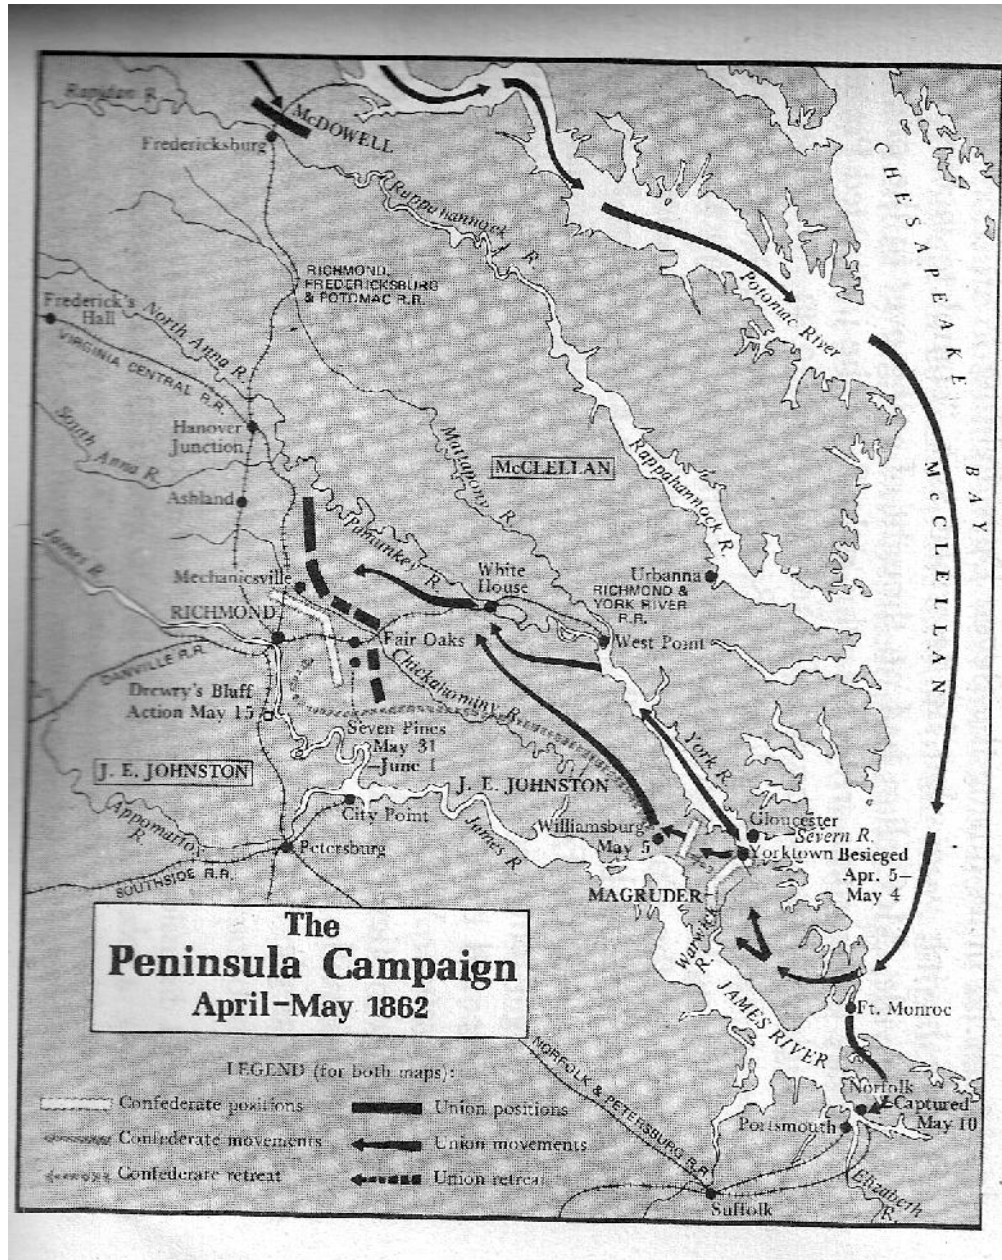 Rapidan R.
McDOWELL
Fredericksburg
Rappahannock R.
CHESAPEAKE BAY
RICHMOND,
FREDERICKSBURG
& POTOMAC R.R.
Potomac River
Frederick's
Hall
North Anna R.
VIRGINIA CENTRAL R.R.
Hanover
Junction
South Anna R.
Mattapony R.
McCLELLAN
Rappahannock R.
McCLELLAN
Ashland
Pamunkey R.
James R.
Mechanicsville
White
House
Urbanna
RICHMOND &
YORK RIVER
R.R.
RICHMOND
Fair Oaks
West Point
DANVILLE R.R.
Chickahominy R.
Drewry's Bluff
Action May 15
Seven Pines
May 31
–June 1
York R.
J. E. JOHNSTON
J. E. JOHNSTON
City Point
James R.
Appomattox
R.
Williamsburg
May 5
Gloucester
Severn R.
Yorktown Besieged
Apr. 5–
May 4
Petersburg
SOUTHSIDE R.R.
MAGRUDER
Warwick
R.
The
Peninsula Campaign
April–May 1862
JAMES RIVER
Ft. Monroe
NORFOLK & PETERSBURG R.R.
Norfolk
Captured
May 10
Portsmouth
Suffolk
Elizabeth
R.
LEGEND (for both maps):
Confederate positions
Union positions
Confederate movements
Union movements
Confederate retreat
Union retreat